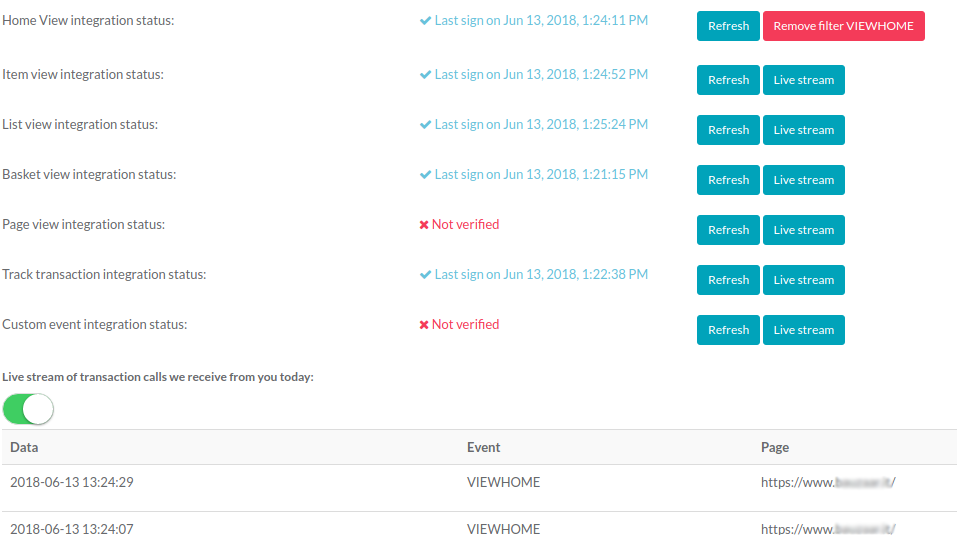 Home View integration status: Last sign on Jun 13, 2018, 1:24:11 PM Refresh Remove filter VIEWHOME
Item view integration status: Last sign on Jun 13, 2018, 1:24:52 PM Refresh Live stream
List view integration status: Last sign on Jun 13, 2018, 1:25:24 PM Refresh Live stream
Basket view integration status: Last sign on Jun 13, 2018, 1:21:15 PM Refresh Live stream
Page view integration status: Not verified Refresh Live stream
Track transaction integration status: Last sign on Jun 13, 2018, 1:22:38 PM Refresh Live stream
Custom event integration status: Not verified Refresh Live stream
Live stream of transaction calls we receive from you today:
Data Event Page
2018-06-13 13:24:29 VIEWHOME https://www. /
2018-06-13 13:24:07 VIEWHOME https://www. /